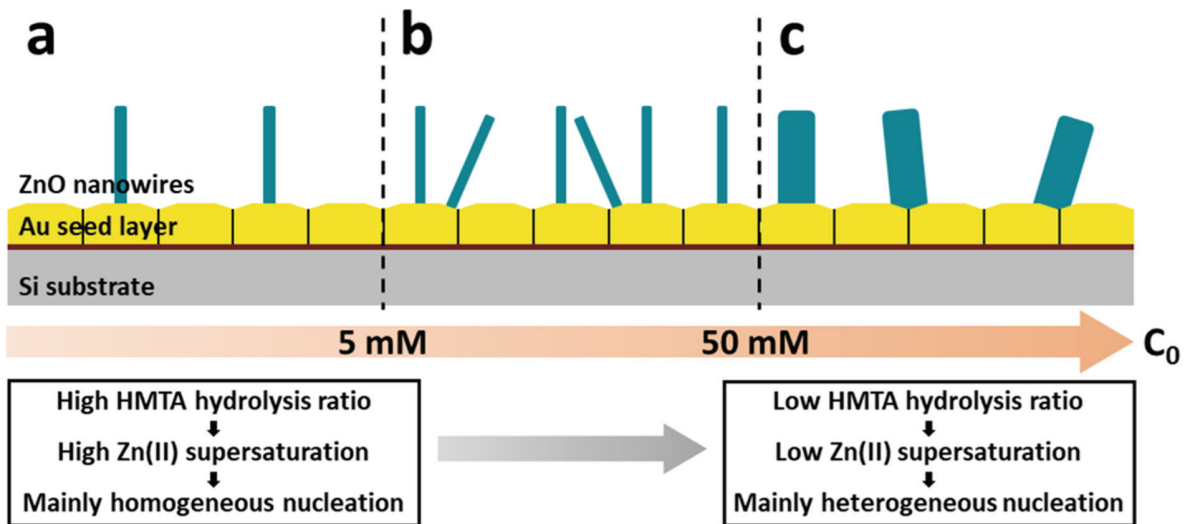 a
b
c
ZnO nanowires
Au seed layer
Si substrate
5 mM
50 mM
C₀
High HMTA hydrolysis ratio
High Zn(II) supersaturation
Mainly homogeneous nucleation
Low HMTA hydrolysis ratio
Low Zn(II) supersaturation
Mainly heterogeneous nucleation